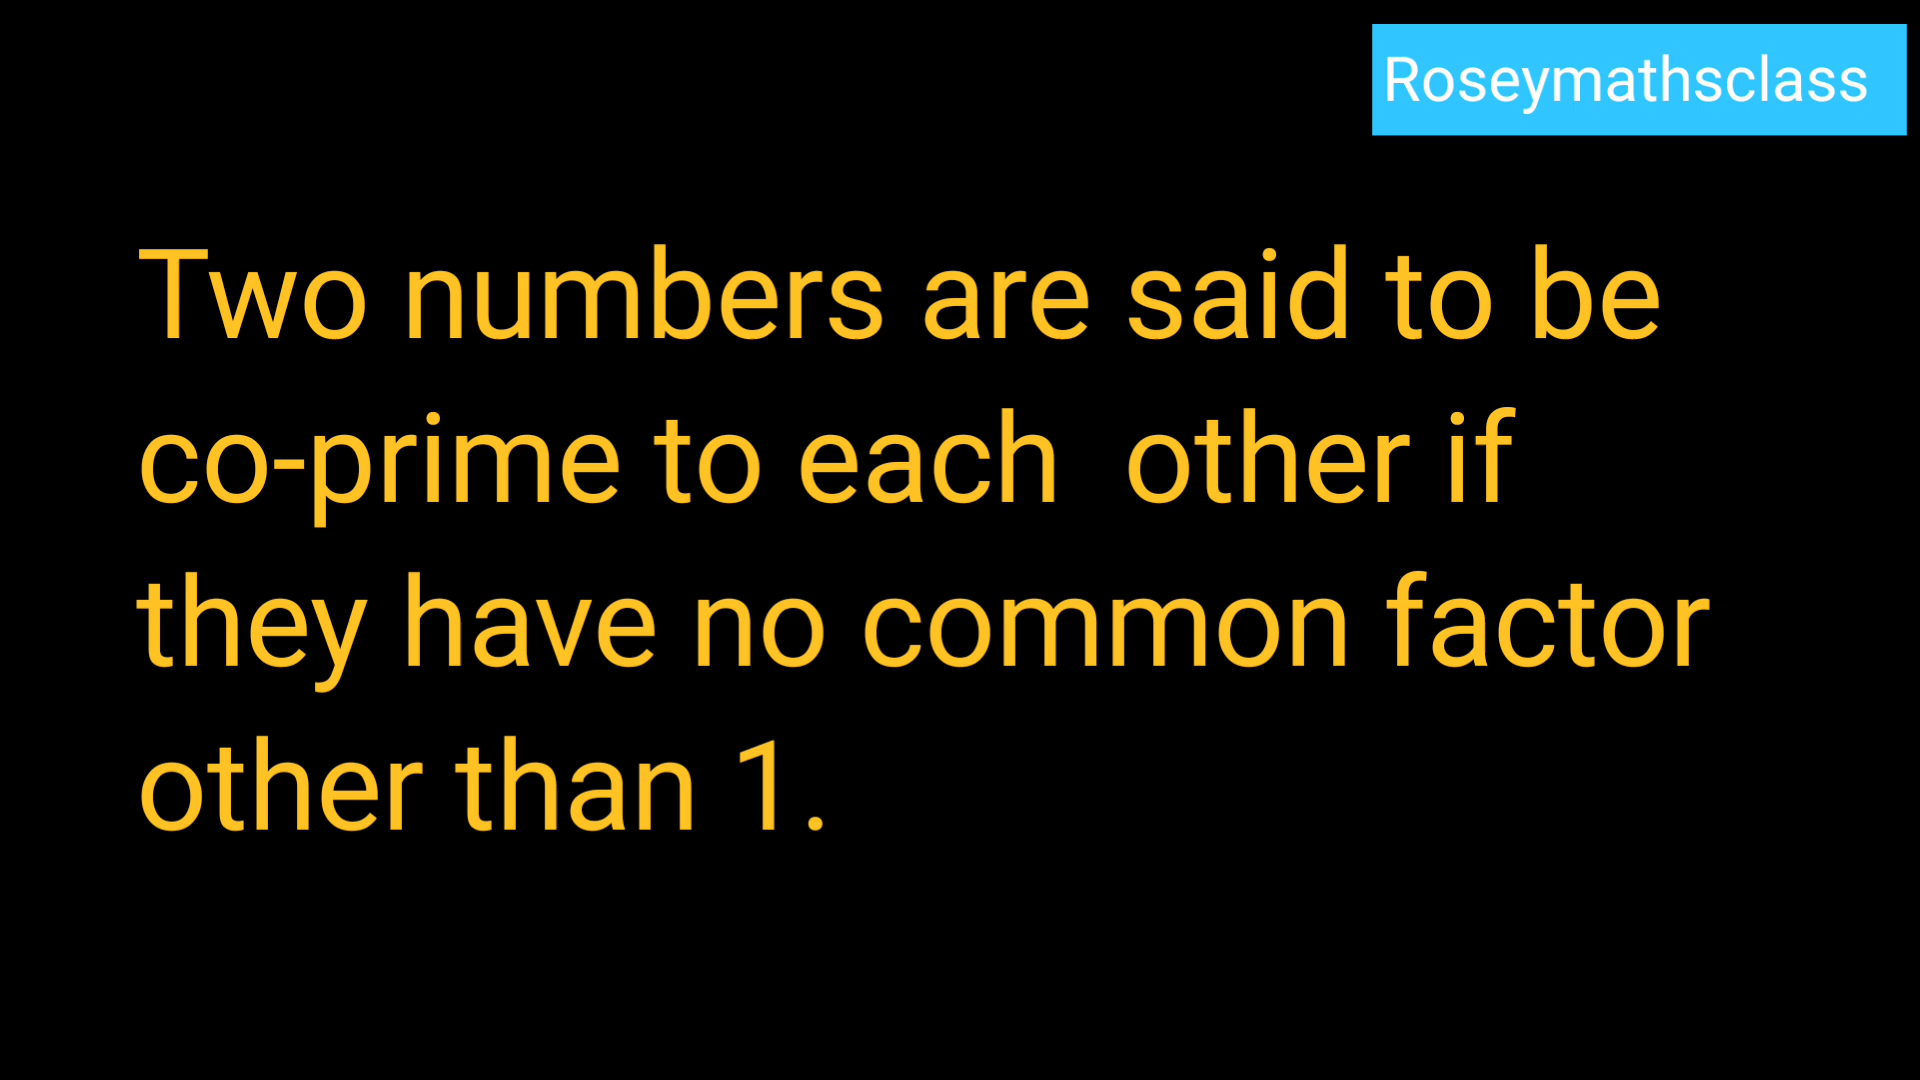 Roseymathsclass
Two numbers are said to be
co-prime to each  other if
they have no common factor
other than 1.